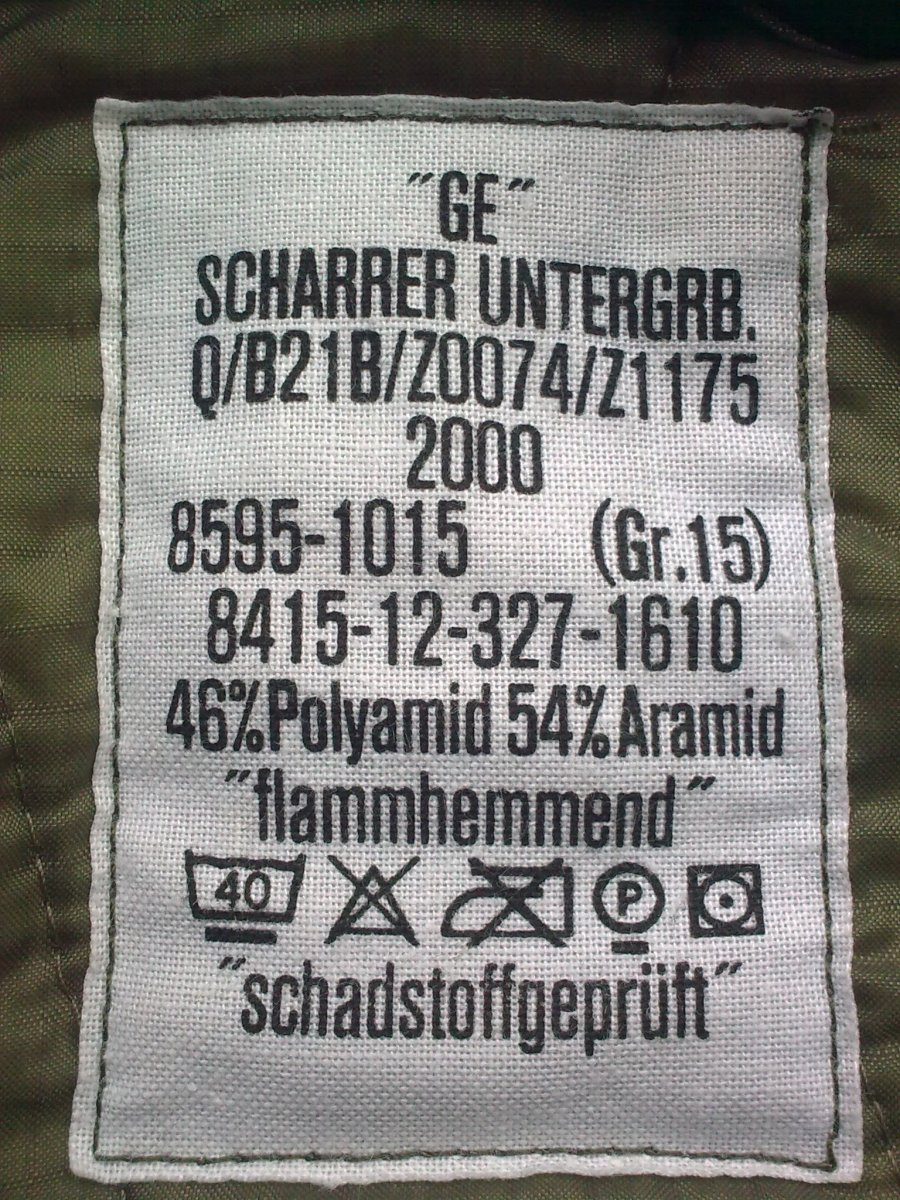 "GE"
SCHARRER UNTERGRB.
Q/B21B/Z0074/Z1175
2000
8595-1015 (Gr.15)
8415-12-327-1610
46%Polyamid 54%Aramid
"flammhemmend"
40 P
"schadstoffgeprüft"